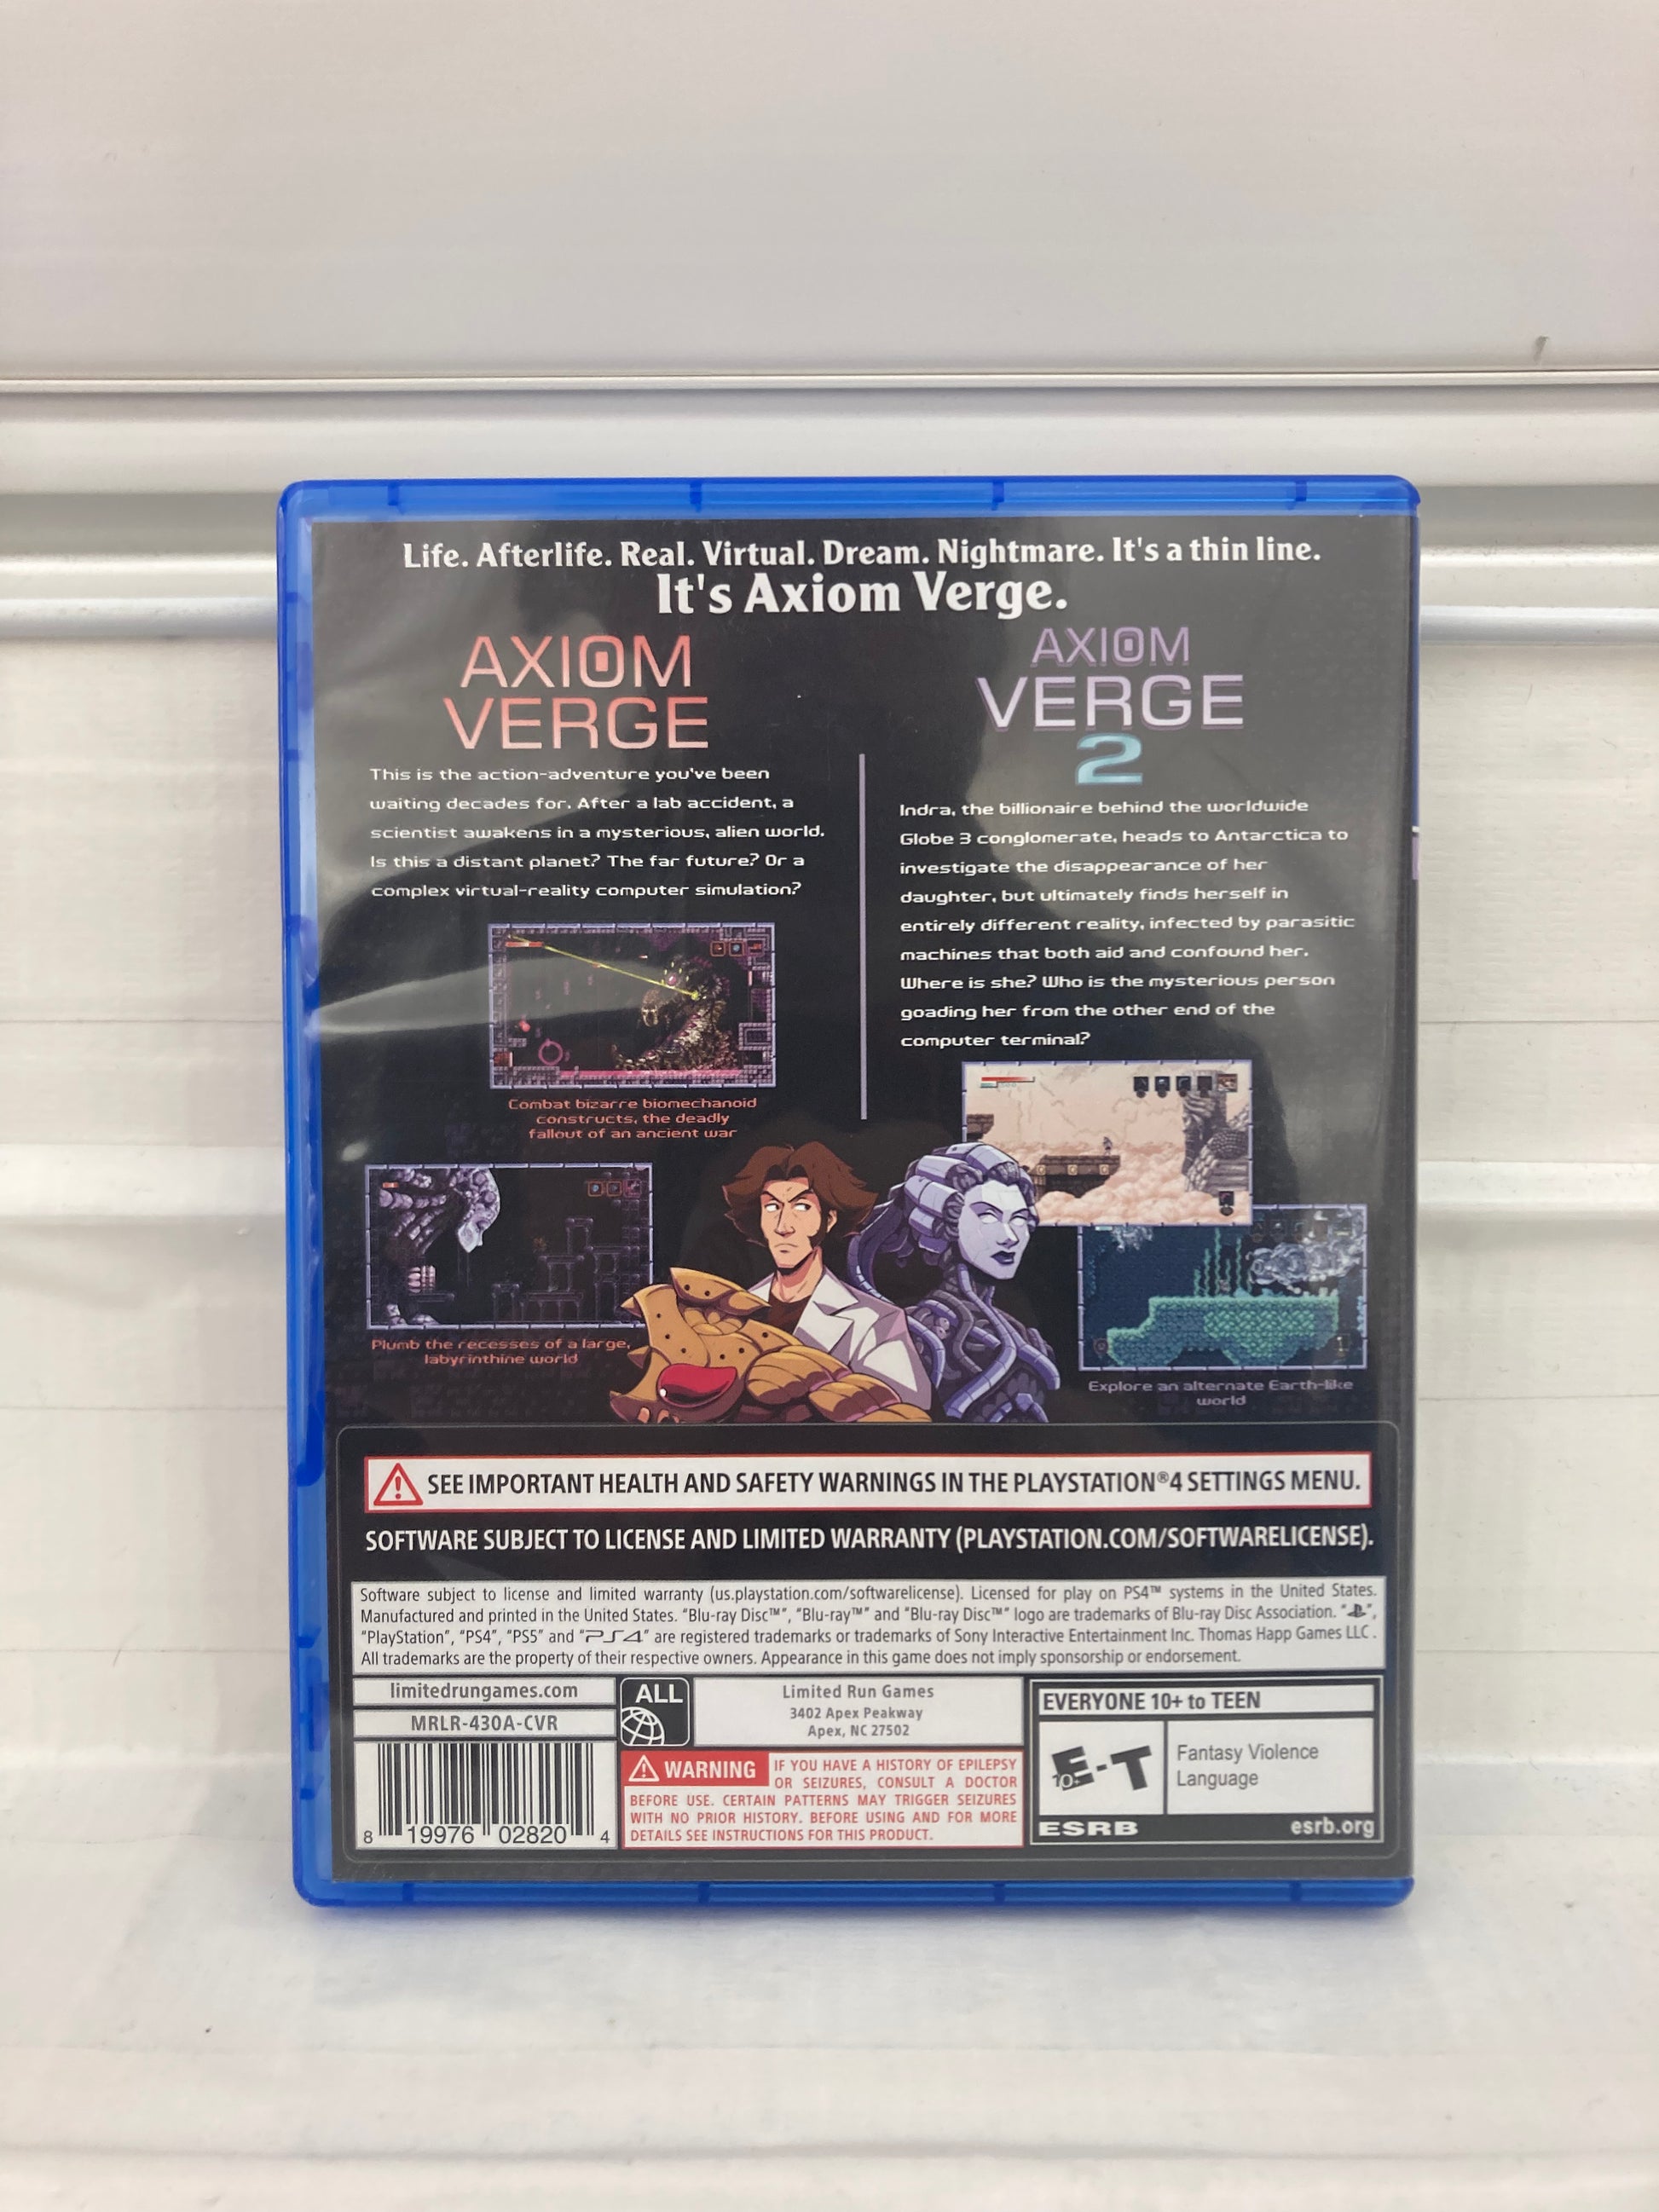 Life. Afterlife. Real. Virtual. Dream. Nightmare. It's a thin line.
It's Axiom Verge.
AXIOM
VERGE
This is the action-adventure you've been
waiting decades for. After a lab accident, a
scientist awakens in a mysterious, alien world.
Is this a distant planet? The far future? Or a
complex virtual-reality computer simulation?
Combat bizarre biomechanoid
constructs, the deadly
fallout of an ancient war
Plumb the recesses of a large,
labyrinthine world
AXIOM
VERGE
2
Indra, the billionaire behind the worldwide
Globe 3 conglomerate, heads to Antarctica to
investigate the disappearance of her
daughter, but ultimately finds herself in
entirely different reality, infected by parasitic
machines that both aid and confound her.
Where is she? Who is the mysterious person
goading her from the other end of the
computer terminal?
Explore an alternate Earth-like
world
SEE IMPORTANT HEALTH AND SAFETY WARNINGS IN THE PLAYSTATION®4 SETTINGS MENU.
SOFTWARE SUBJECT TO LICENSE AND LIMITED WARRANTY (PLAYSTATION.COM/SOFTWARELICENSE).
Software subject to license and limited warranty (us.playstation.com/softwarelicense). Licensed for play on PS4™ systems in the United States.
Manufactured and printed in the United States. "Blu-ray Disc™", "Blu-ray™" and "Blu-ray Disc™" logo are trademarks of Blu-ray Disc Association. "PS",
"PlayStation", "PS4", "PS5" and "PS4" are registered trademarks or trademarks of Sony Interactive Entertainment Inc. Thomas Happ Games LLC .
All trademarks are the property of their respective owners. Appearance in this game does not imply sponsorship or endorsement.
limitedrungames.com
MRLR-430A-CVR
8 19976 02820 4
ALL
Limited Run Games
3402 Apex Peakway
Apex, NC 27502
WARNING IF YOU HAVE A HISTORY OF EPILEPSY
OR SEIZURES, CONSULT A DOCTOR
BEFORE USE. CERTAIN PATTERNS MAY TRIGGER SEIZURES
WITH NO PRIOR HISTORY. BEFORE USING AND FOR MORE
DETAILS SEE INSTRUCTIONS FOR THIS PRODUCT.
EVERYONE 10+ to TEEN
E10+-T
Fantasy Violence
Language
ESRB
esrb.org